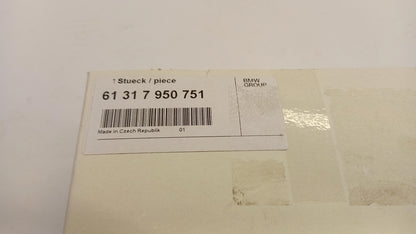 1 Stueck / piece
BMW
GROUP
61 31 7 950 751
Made in Czech Republik 01